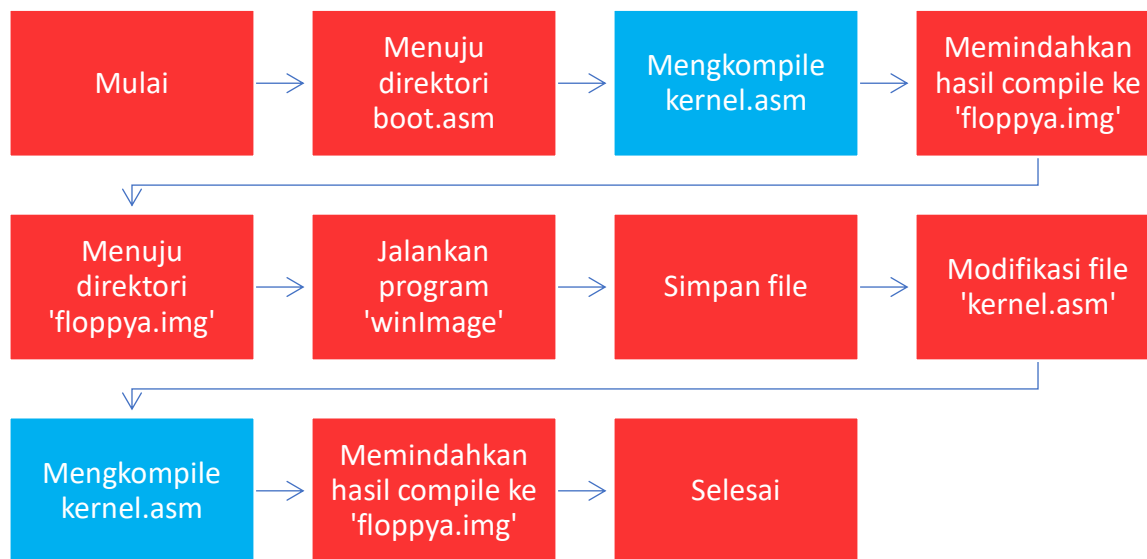 Mulai
Menuju
direktori
boot.asm
Mengkompile
kernel.asm
Memindahkan
hasil compile ke
'floppya.img'
Menuju
direktori
'floppya.img'
Jalankan
program
'winImage'
Simpan file
Modifikasi file
'kernel.asm'
Mengkompile
kernel.asm
Memindahkan
hasil compile ke
'floppya.img'
Selesai